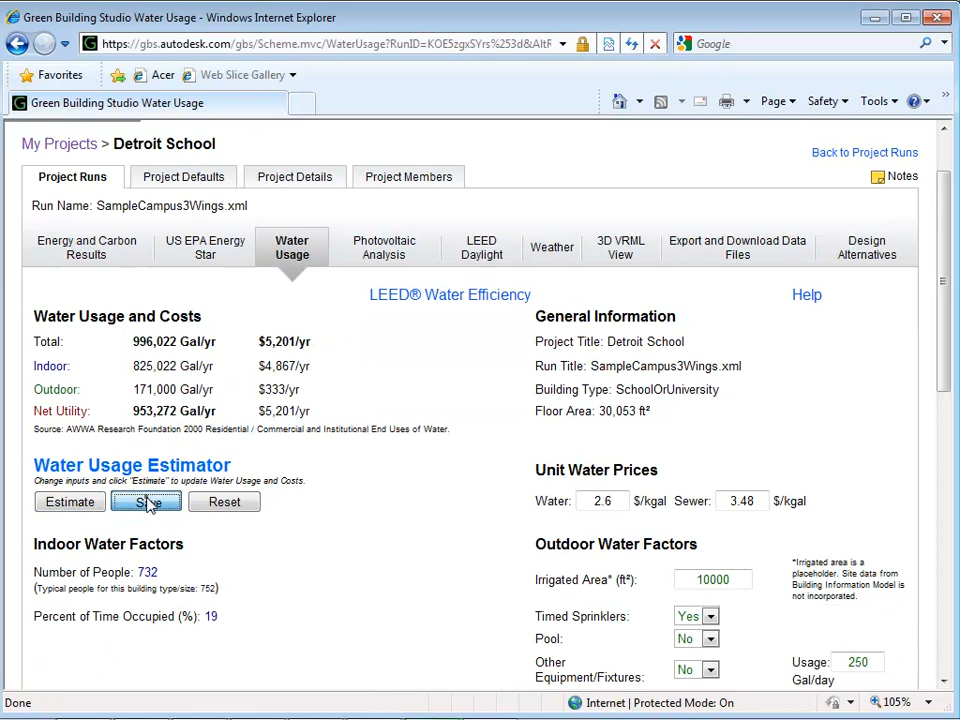 Green Building Studio Water Usage - Windows Internet Explorer
https://gbs.autodesk.com/gbs/Scheme.mvc/WaterUsage?RunID=KOE5zgxSYrs%253d&AltR
Google
Favorites Acer Web Slice Gallery
Green Building Studio Water Usage
Page Safety Tools »
My Projects > Detroit School
Back to Project Runs
Project Runs Project Defaults Project Details Project Members
Notes
Run Name: SampleCampus3Wings.xml
Energy and Carbon Results
US EPA Energy Star
Water Usage
Photovoltaic Analysis
LEED Daylight
Weather
3D VRML View
Export and Download Data Files
Design Alternatives
LEED® Water Efficiency
Help
Water Usage and Costs
Total: 996,022 Gal/yr $5,201/yr
Indoor: 825,022 Gal/yr $4,867/yr
Outdoor: 171,000 Gal/yr $333/yr
Net Utility: 953,272 Gal/yr $5,201/yr
Source: AWWA Research Foundation 2000 Residential / Commercial and Institutional End Uses of Water.
General Information
Project Title: Detroit School
Run Title: SampleCampus3Wings.xml
Building Type: SchoolOrUniversity
Floor Area: 30,053 ft²
Water Usage Estimator
Change inputs and click "Estimate" to update Water Usage and Costs.
Estimate Save Reset
Unit Water Prices
Water: 2.6 $/kgal Sewer: 3.48 $/kgal
Indoor Water Factors
Number of People: 732
(Typical people for this building type/size: 752)
Percent of Time Occupied (%): 19
Outdoor Water Factors
Irrigated Area* (ft²): 10000
*Irrigated area is a
placeholder. Site data from
Building Information Model is
not incorporated.
Timed Sprinklers: Yes
Pool: No
Other
Equipment/Fixtures: No
Usage: 250
Gal/day
Done
Internet | Protected Mode: On
105%